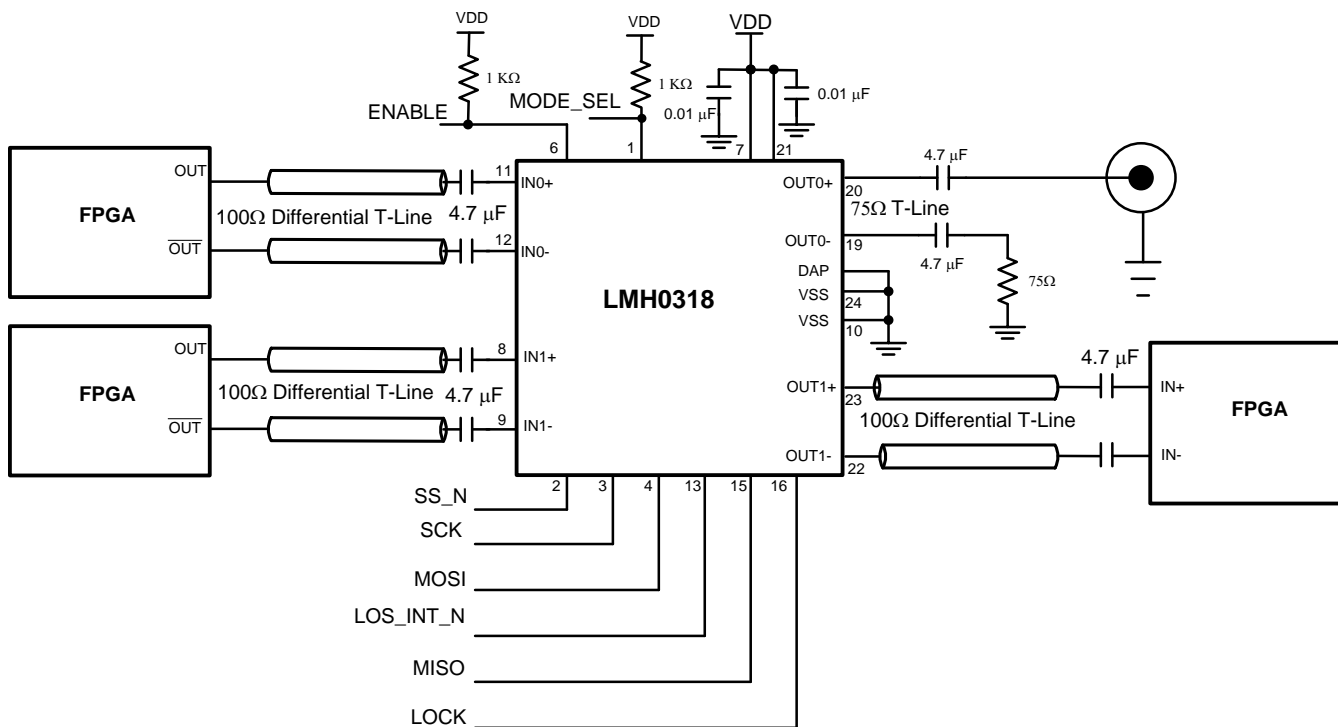 VDD
VDD
VDD
1 KΩ
1 KΩ
0.01 µF
0.01 µF
ENABLE
MODE_SEL
6
1
7
21
FPGA
OUT
OUT
100Ω Differential T-Line
4.7 µF
11
IN0+
12
IN0-
FPGA
OUT
OUT
100Ω Differential T-Line
4.7 µF
8
IN1+
9
IN1-
LMH0318
OUT0+
20
4.7 µF
75Ω T-Line
OUT0-
19
4.7 µF
75Ω
DAP
VSS
24
VSS
10
OUT1+
23
4.7 µF
100Ω Differential T-Line
OUT1-
22
IN+
FPGA
IN-
2
3
4
13
15
16
SS_N
SCK
MOSI
LOS_INT_N
MISO
LOCK